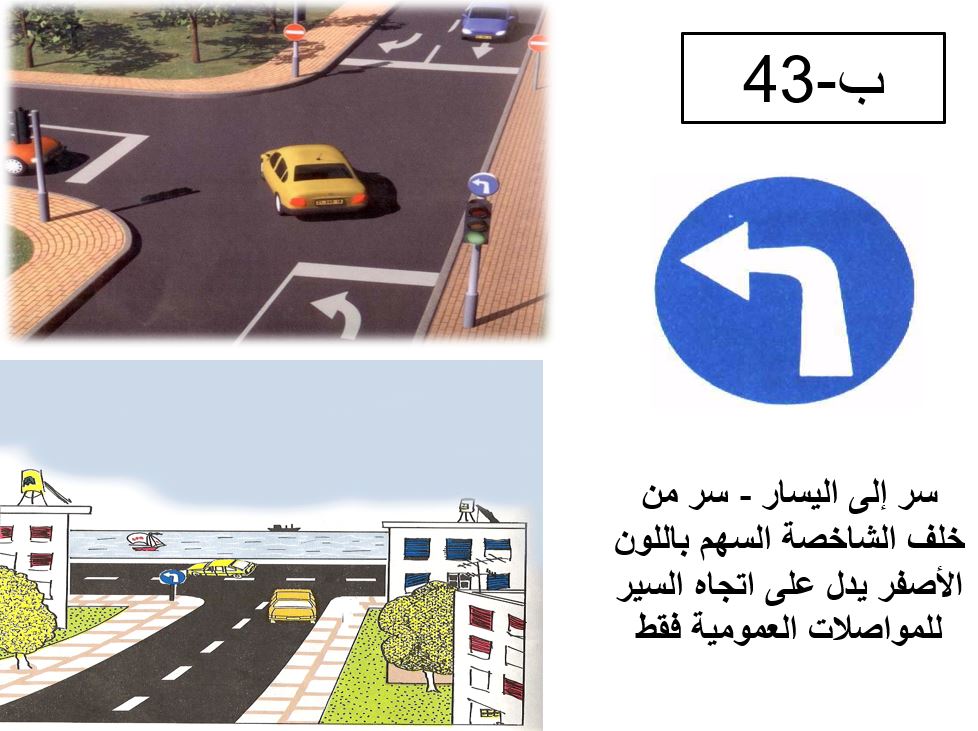 ب-43
سر إلى اليسار - سر من
خلف الشاخصة السهم باللون
الأصفر يدل على اتجاه السير
للمواصلات العمومية فقط